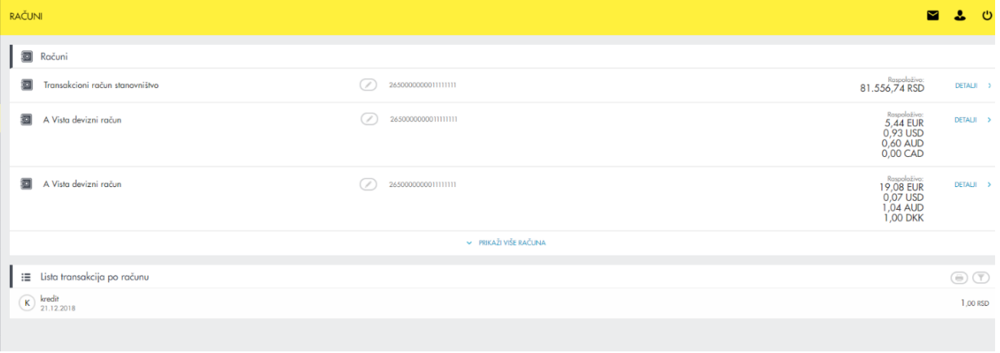 RAČUNI
Računi
Transakcioni račun stanovništvo
2650000000011111111
Raspoloživo:
81.556,74 RSD
DETALJI
A Vista devizni račun
2650000000011111111
Raspoloživo:
5,44 EUR
0,93 USD
0,60 AUD
0,00 CAD
DETALJI
A Vista devizni račun
2650000000011111111
Raspoloživo:
19,08 EUR
0,07 USD
1,04 AUD
1,00 DKK
DETALJI
PRIKAŽI VIŠE RAČUNA
Lista transakcija po računu
K
kredit
21.12.2018
1,00 RSD